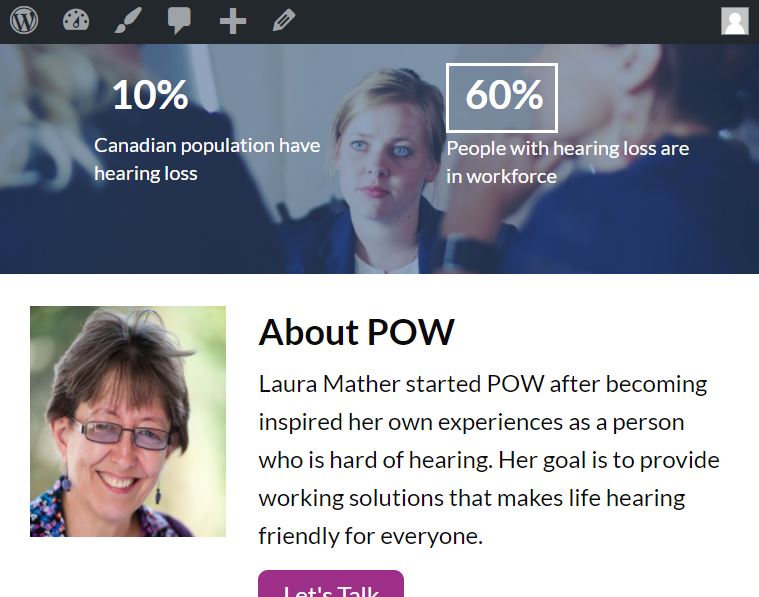 10%
Canadian population have
hearing loss
60%
People with hearing loss are
in workforce
About POW
Laura Mather started POW after becoming
inspired her own experiences as a person
who is hard of hearing. Her goal is to provide
working solutions that makes life hearing
friendly for everyone.
Let's Talk